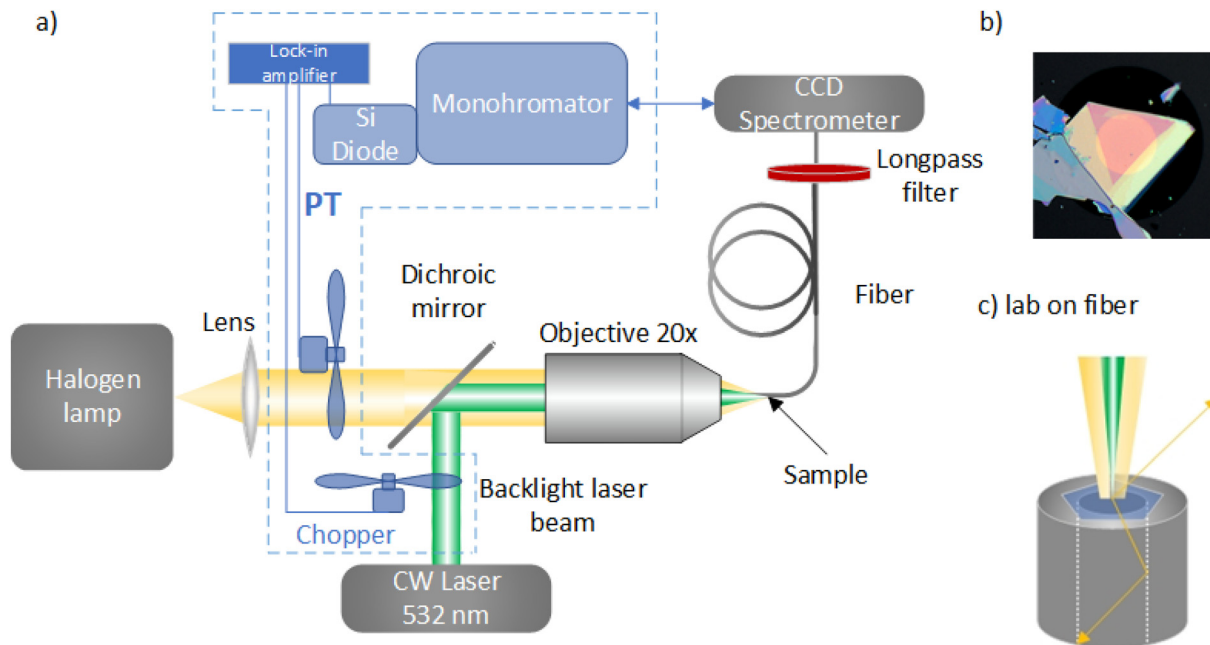 a)
Lock-in
amplifier
Si
Diode
Monohromator
CCD
Spectrometer
Longpass
filter
PT
Dichroic
mirror
Fiber
Lens
Objective 20x
Halogen
lamp
Sample
Backlight laser
beam
Chopper
CW Laser
532 nm
b)
c) lab on fiber